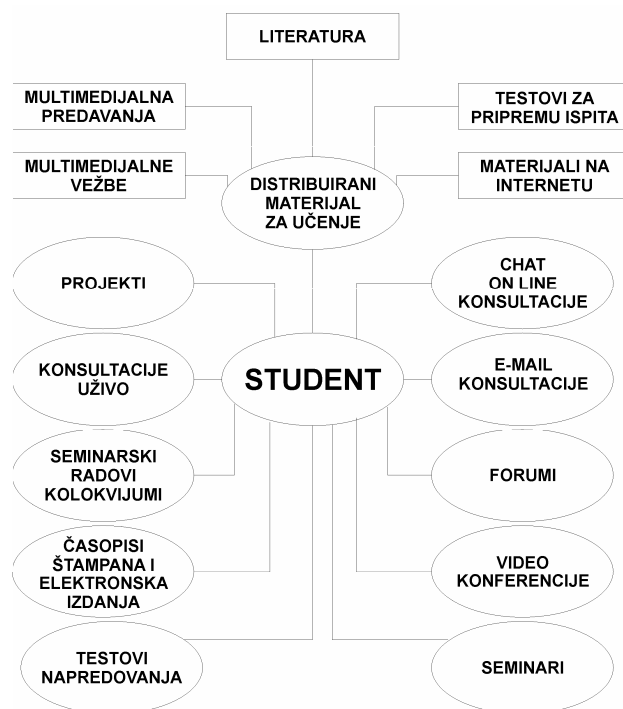 LITERATURA
MULTIMEDIJALNA
PREDAVANJA
TESTOVI ZA
PRIPREMU ISPITA
MULTIMEDIJALNE
VEŽBE
MATERIJALI NA
INTERNETU
DISTRIBUIRANI
MATERIJAL
ZA UČENJE
PROJEKTI
CHAT
ON LINE
KONSULTACIJE
KONSULTACIJE
UŽIVO
STUDENT
E-MAIL
KONSULTACIJE
SEMINARSKI
RADOVI
KOLOKVIJUMI
FORUMI
ČASOPISI
ŠTAMPANA I
ELEKTRONSKA
IZDANJA
VIDEO
KONFERENCIJE
TESTOVI
NAPREDOVANJA
SEMINARI